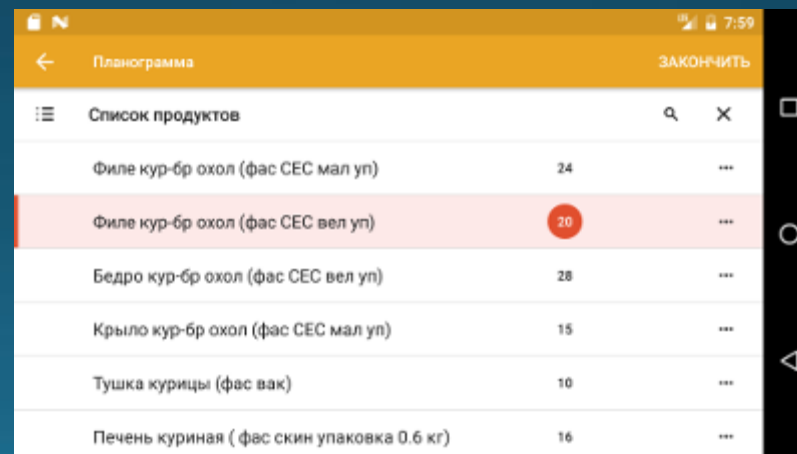 7:59
Планограмма ЗАКОНЧИТЬ
Список продуктов
Филе кур-бр охол (фас СЕС мал уп) 24
Филе кур-бр охол (фас СЕС вел уп) 20
Бедро кур-бр охол (фас СЕС вел уп) 28
Крыло кур-бр охол (фас СЕС мал уп) 15
Тушка курицы (фас вак) 10
Печень куриная ( фас скин упаковка 0.6 кг) 16